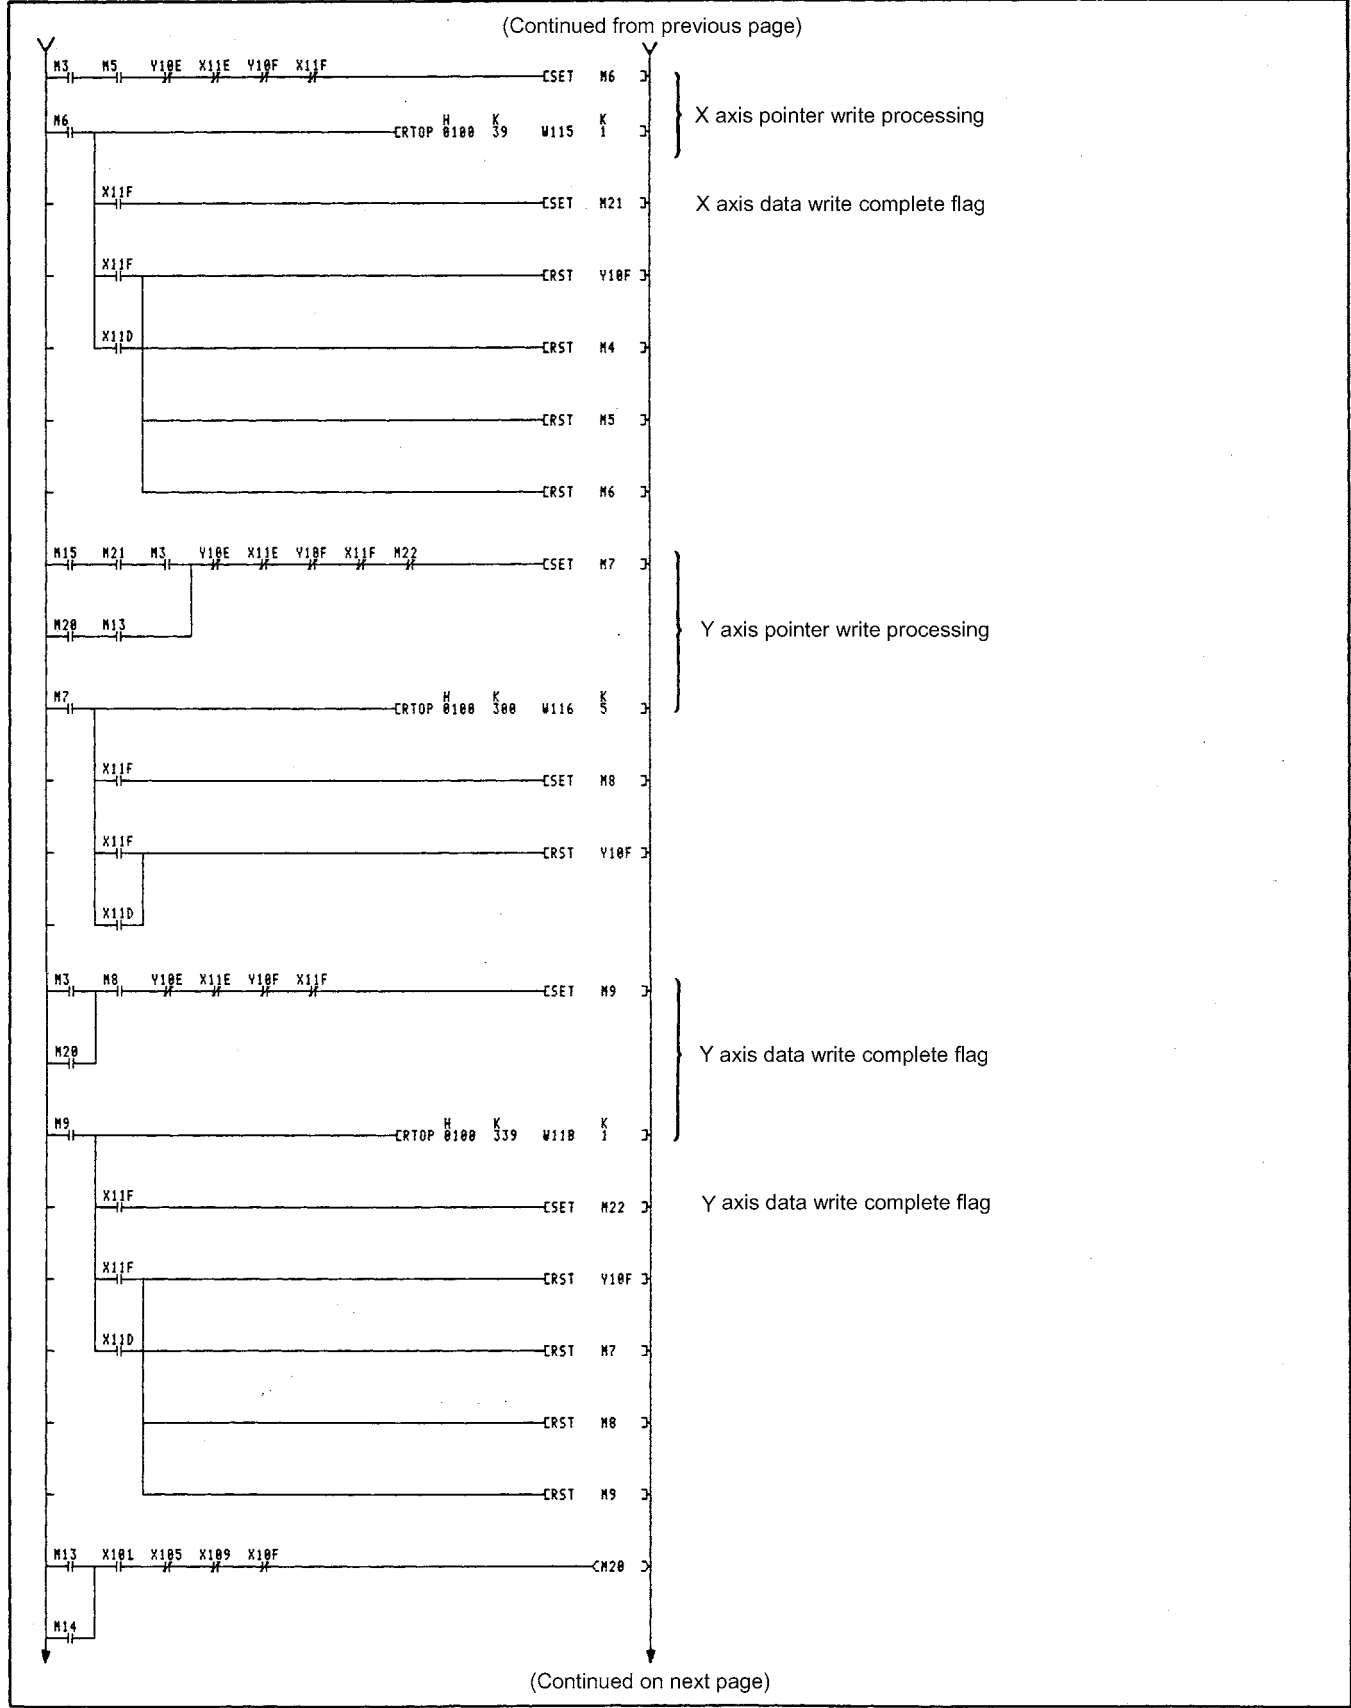 (Continued from previous page)
M3 M5 Y10E X11E Y10F X11F
[SET M6 ]
X axis pointer write processing
M6
H K K
[RTOP 0100 39 W115 1 ]
X11F
[SET M21 ]
X axis data write complete flag
X11F
[RST Y10F ]
X11D
[RST M4 ]
[RST M5 ]
[RST M6 ]
M15 M21 M3 Y10E X11E Y10F X11F M22
[SET M7 ]
M20 M13
Y axis pointer write processing
M7
H K K
[RTOP 0100 300 W116 5 ]
X11F
[SET M8 ]
X11F
[RST Y10F ]
X11D
M3 M8 Y10E X11E Y10F X11F
[SET M9 ]
M20
Y axis data write complete flag
M9
H K K
[RTOP 0100 339 W11B 1 ]
X11F
[SET M22 ]
Y axis data write complete flag
X11F
[RST Y10F ]
X11D
[RST M7 ]
[RST M8 ]
[RST M9 ]
M13 X101 X105 X109 X10F
(M20 )
M14
(Continued on next page)